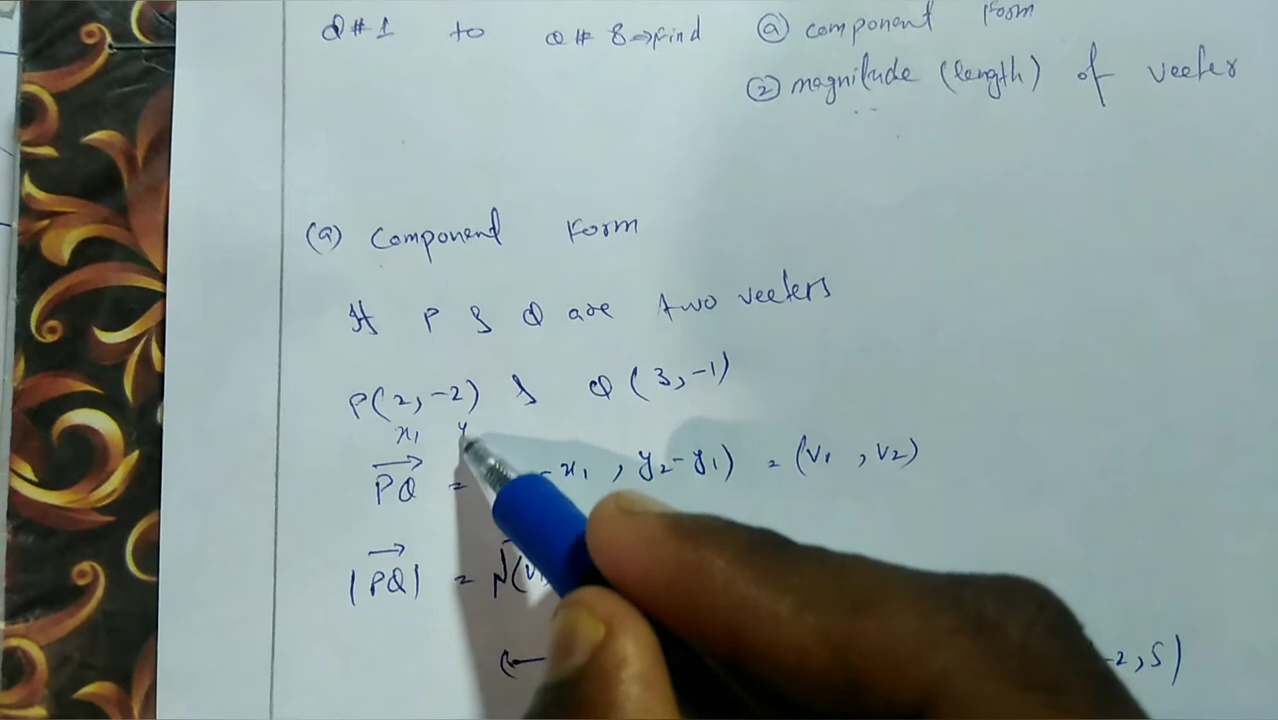 Q#1 to Q# 8⇒Find (a) component Form
(2) magnitude (length) of vector
(a) Component Form
If P & Q are two vectors
P(2,-2) & Q(3,-1)
x₁ y
PQ = - x₁ , y₂-y₁) = (v₁ , v₂)
|PQ| = √(v₁
-2,5)